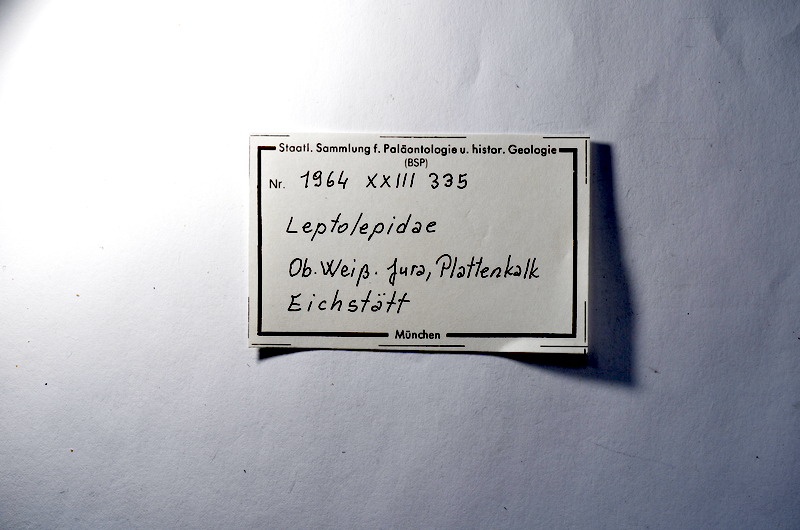 Staatl. Sammlung f. Paläontologie u. histor. Geologie
(BSP)
Nr. 1964 XXIII 335
Leptolepidae
Ob. Weiß. Jura, Plattenkalk
Eichstätt
München